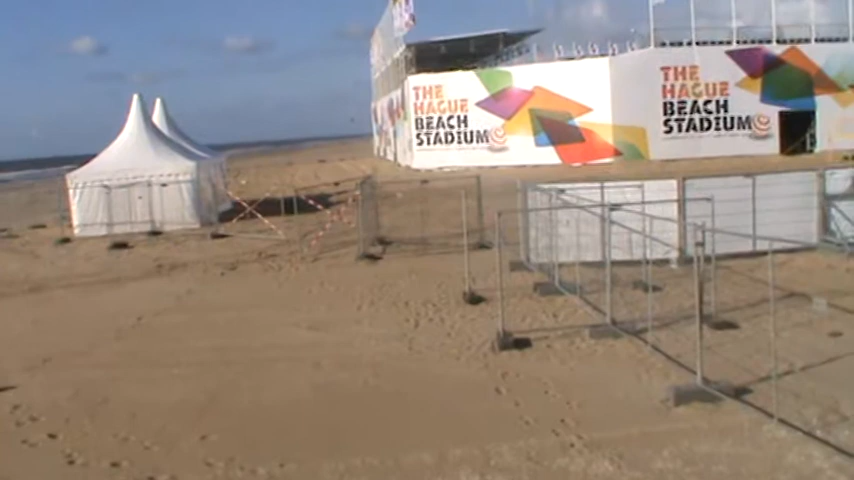 THE
HAGUE
BEACH
STADIUM
THE
HAGUE
BEACH
STADIUM